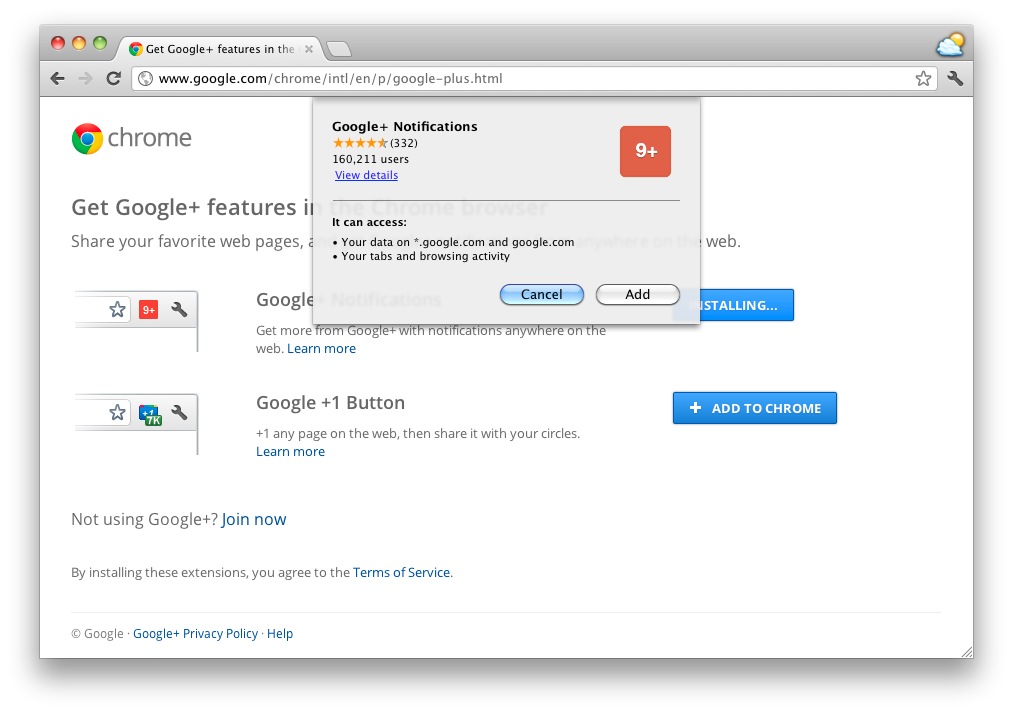 Get Google+ features in the
www.google.com/chrome/intl/en/p/google-plus.html
chrome
Google+ Notifications
(332)
160,211 users
View details
9+
It can access:
• Your data on *.google.com and google.com
• Your tabs and browsing activity
Cancel
Add
Get Google+ features in the Chrome browser
Share your favorite web pages, and anywhere on the web.
9+
Google+ Notifications
Get more from Google+ with notifications anywhere on the
web. Learn more
INSTALLING...
+1
7K
Google +1 Button
+1 any page on the web, then share it with your circles.
Learn more
+ ADD TO CHROME
Not using Google+? Join now
By installing these extensions, you agree to the Terms of Service.
© Google · Google+ Privacy Policy · Help